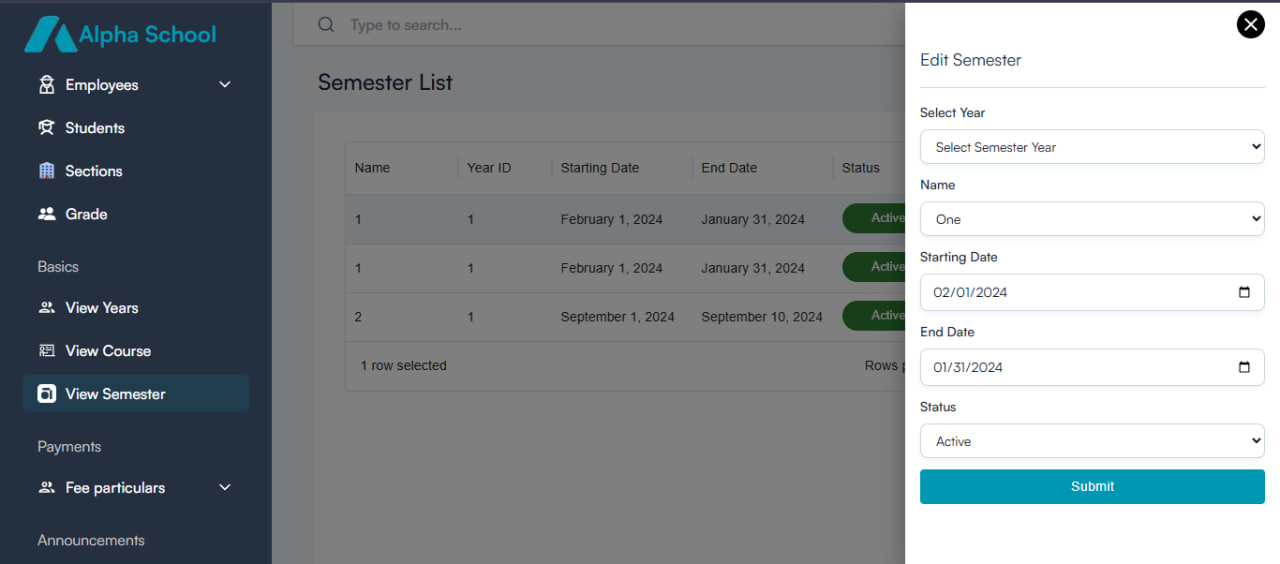 Alpha School
Employees
Students
Sections
Grade
Basics
View Years
View Course
View Semester
Payments
Fee particulars
Announcements
Type to search...
Semester List
Name Year ID Starting Date End Date Status
1 1 February 1, 2024 January 31, 2024 Active
1 1 February 1, 2024 January 31, 2024 Active
2 1 September 1, 2024 September 10, 2024 Active
1 row selected Rows
Edit Semester
Select Year
Select Semester Year
Name
One
Starting Date
02/01/2024
End Date
01/31/2024
Status
Active
Submit